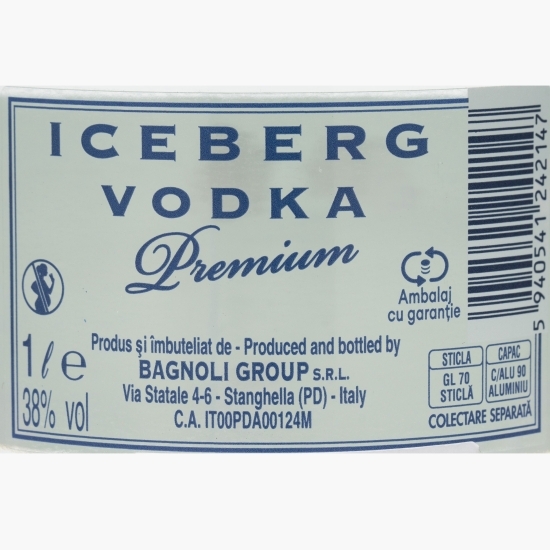 ICEBERG
VODKA
Premium
Ambalaj
cu garanție
1 l e
38% vol
Produs și îmbuteliat de - Produced and bottled by
BAGNOLI GROUP S.R.L.
Via Statale 4-6 - Stanghella (PD) - Italy
C.A. IT00PDA00124M
STICLA
GL 70
STICLĂ
CAPAC
C/ALU 90
ALUMINIU
COLECTARE SEPARATĂ
5 940541 242147